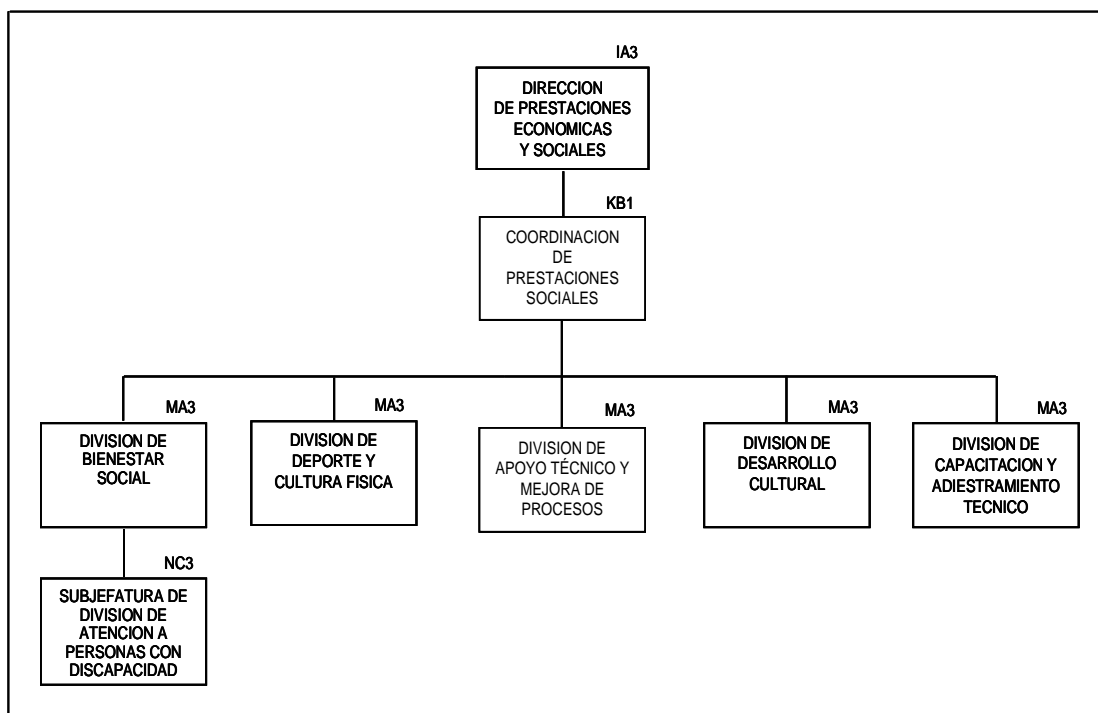 IA3
DIRECCION
DE PRESTACIONES
ECONOMICAS
Y SOCIALES
KB1
COORDINACION
DE
PRESTACIONES
SOCIALES
MA3
DIVISION DE
BIENESTAR
SOCIAL
MA3
DIVISION DE
DEPORTE Y
CULTURA FISICA
MA3
DIVISION DE
APOYO TÉCNICO Y
MEJORA DE
PROCESOS
MA3
DIVISION DE
DESARROLLO
CULTURAL
MA3
DIVISION DE
CAPACITACION Y
ADIESTRAMIENTO
TECNICO
NC3
SUBJEFATURA DE
DIVISION DE
ATENCION A
PERSONAS CON
DISCAPACIDAD